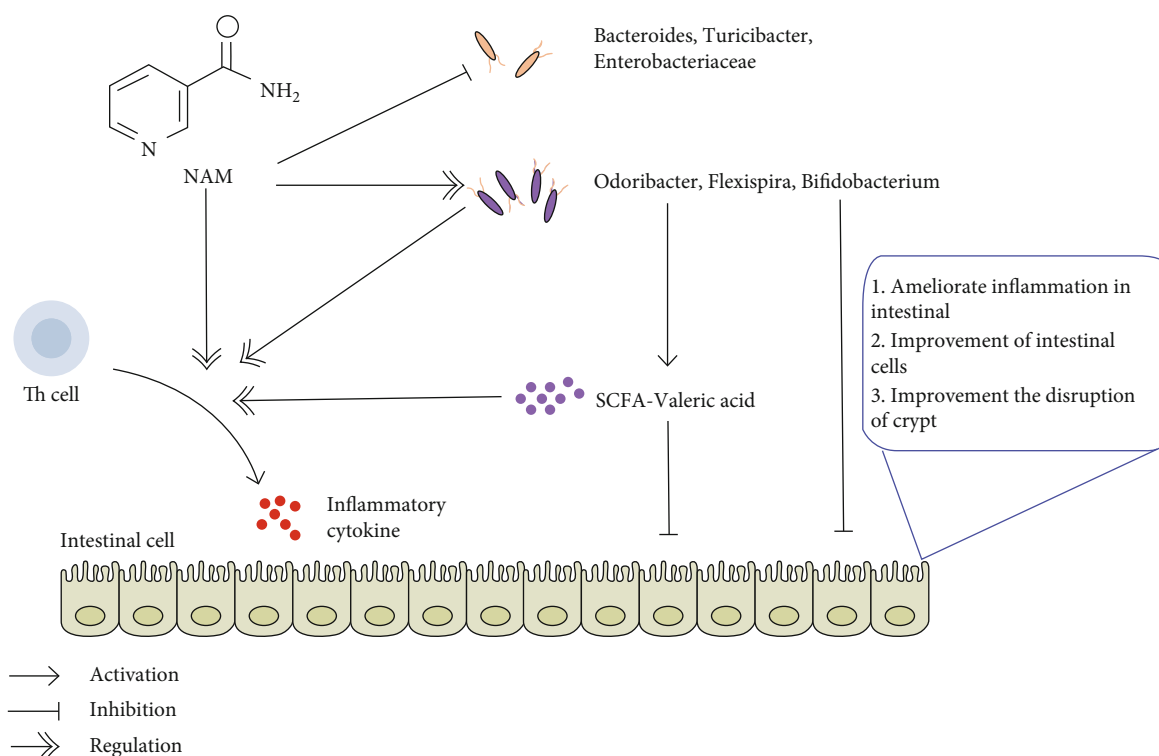 Bacteroides, Turicibacter,
Enterobacteriaceae
NH₂
N
NAM
Odoribacter, Flexispira, Bifidobacterium
1. Ameliorate inflammation in
intestinal
2. Improvement of intestinal
cells
3. Improvement the disruption
of crypt
Th cell
SCFA-Valeric acid
Inflammatory
cytokine
Intestinal cell
Activation
Inhibition
Regulation